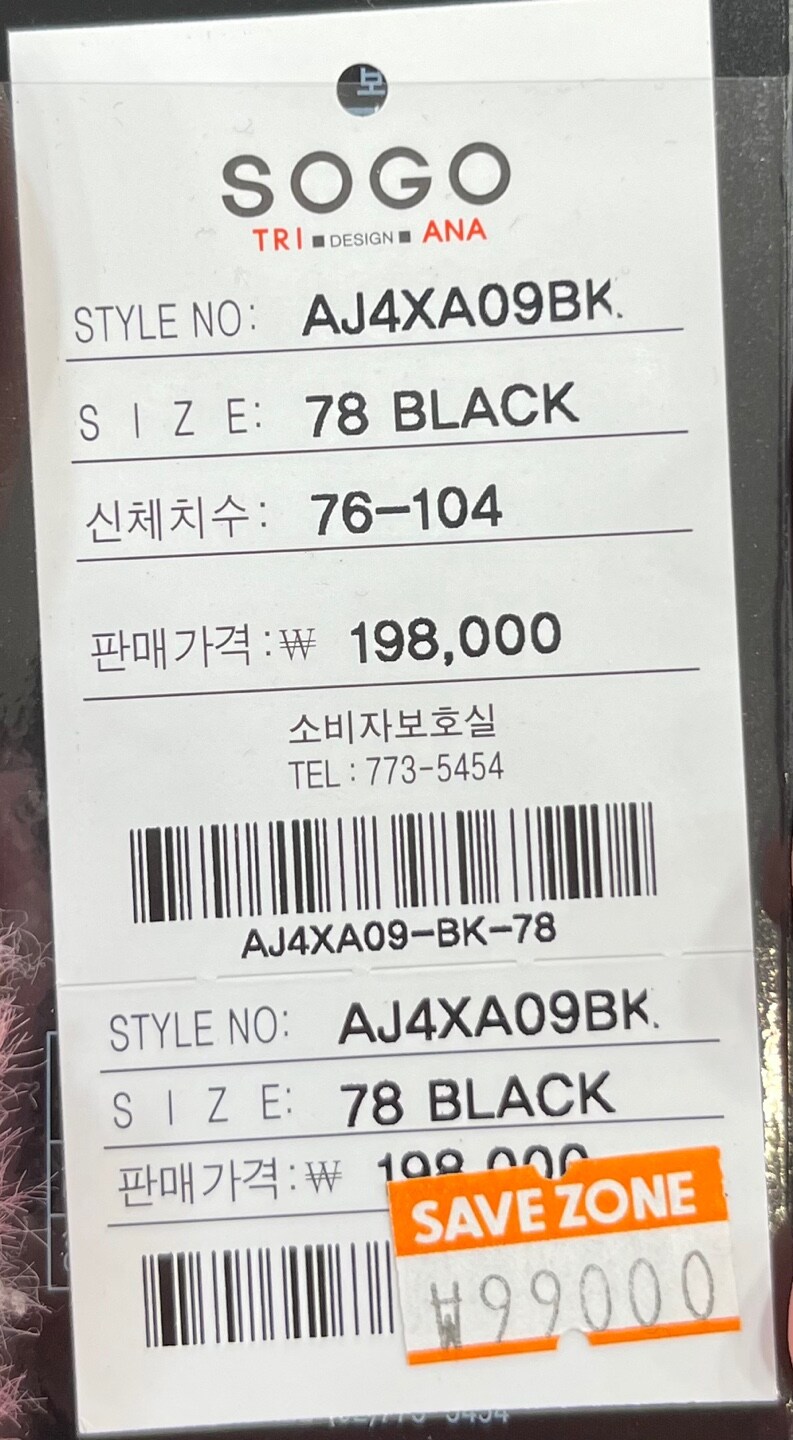 보
SOGO
TRI ■ DESIGN ■ ANA
STYLE NO: AJ4XA09BK.
SIZE: 78 BLACK
신체치수: 76-104
판매가격:₩ 198,000
소비자보호실
TEL : 773-5454
AJ4XA09-BK-78
STYLE NO: AJ4XA09BK.
SIZE: 78 BLACK
판매가격:₩ 198,000
SAVE ZONE
₩99000